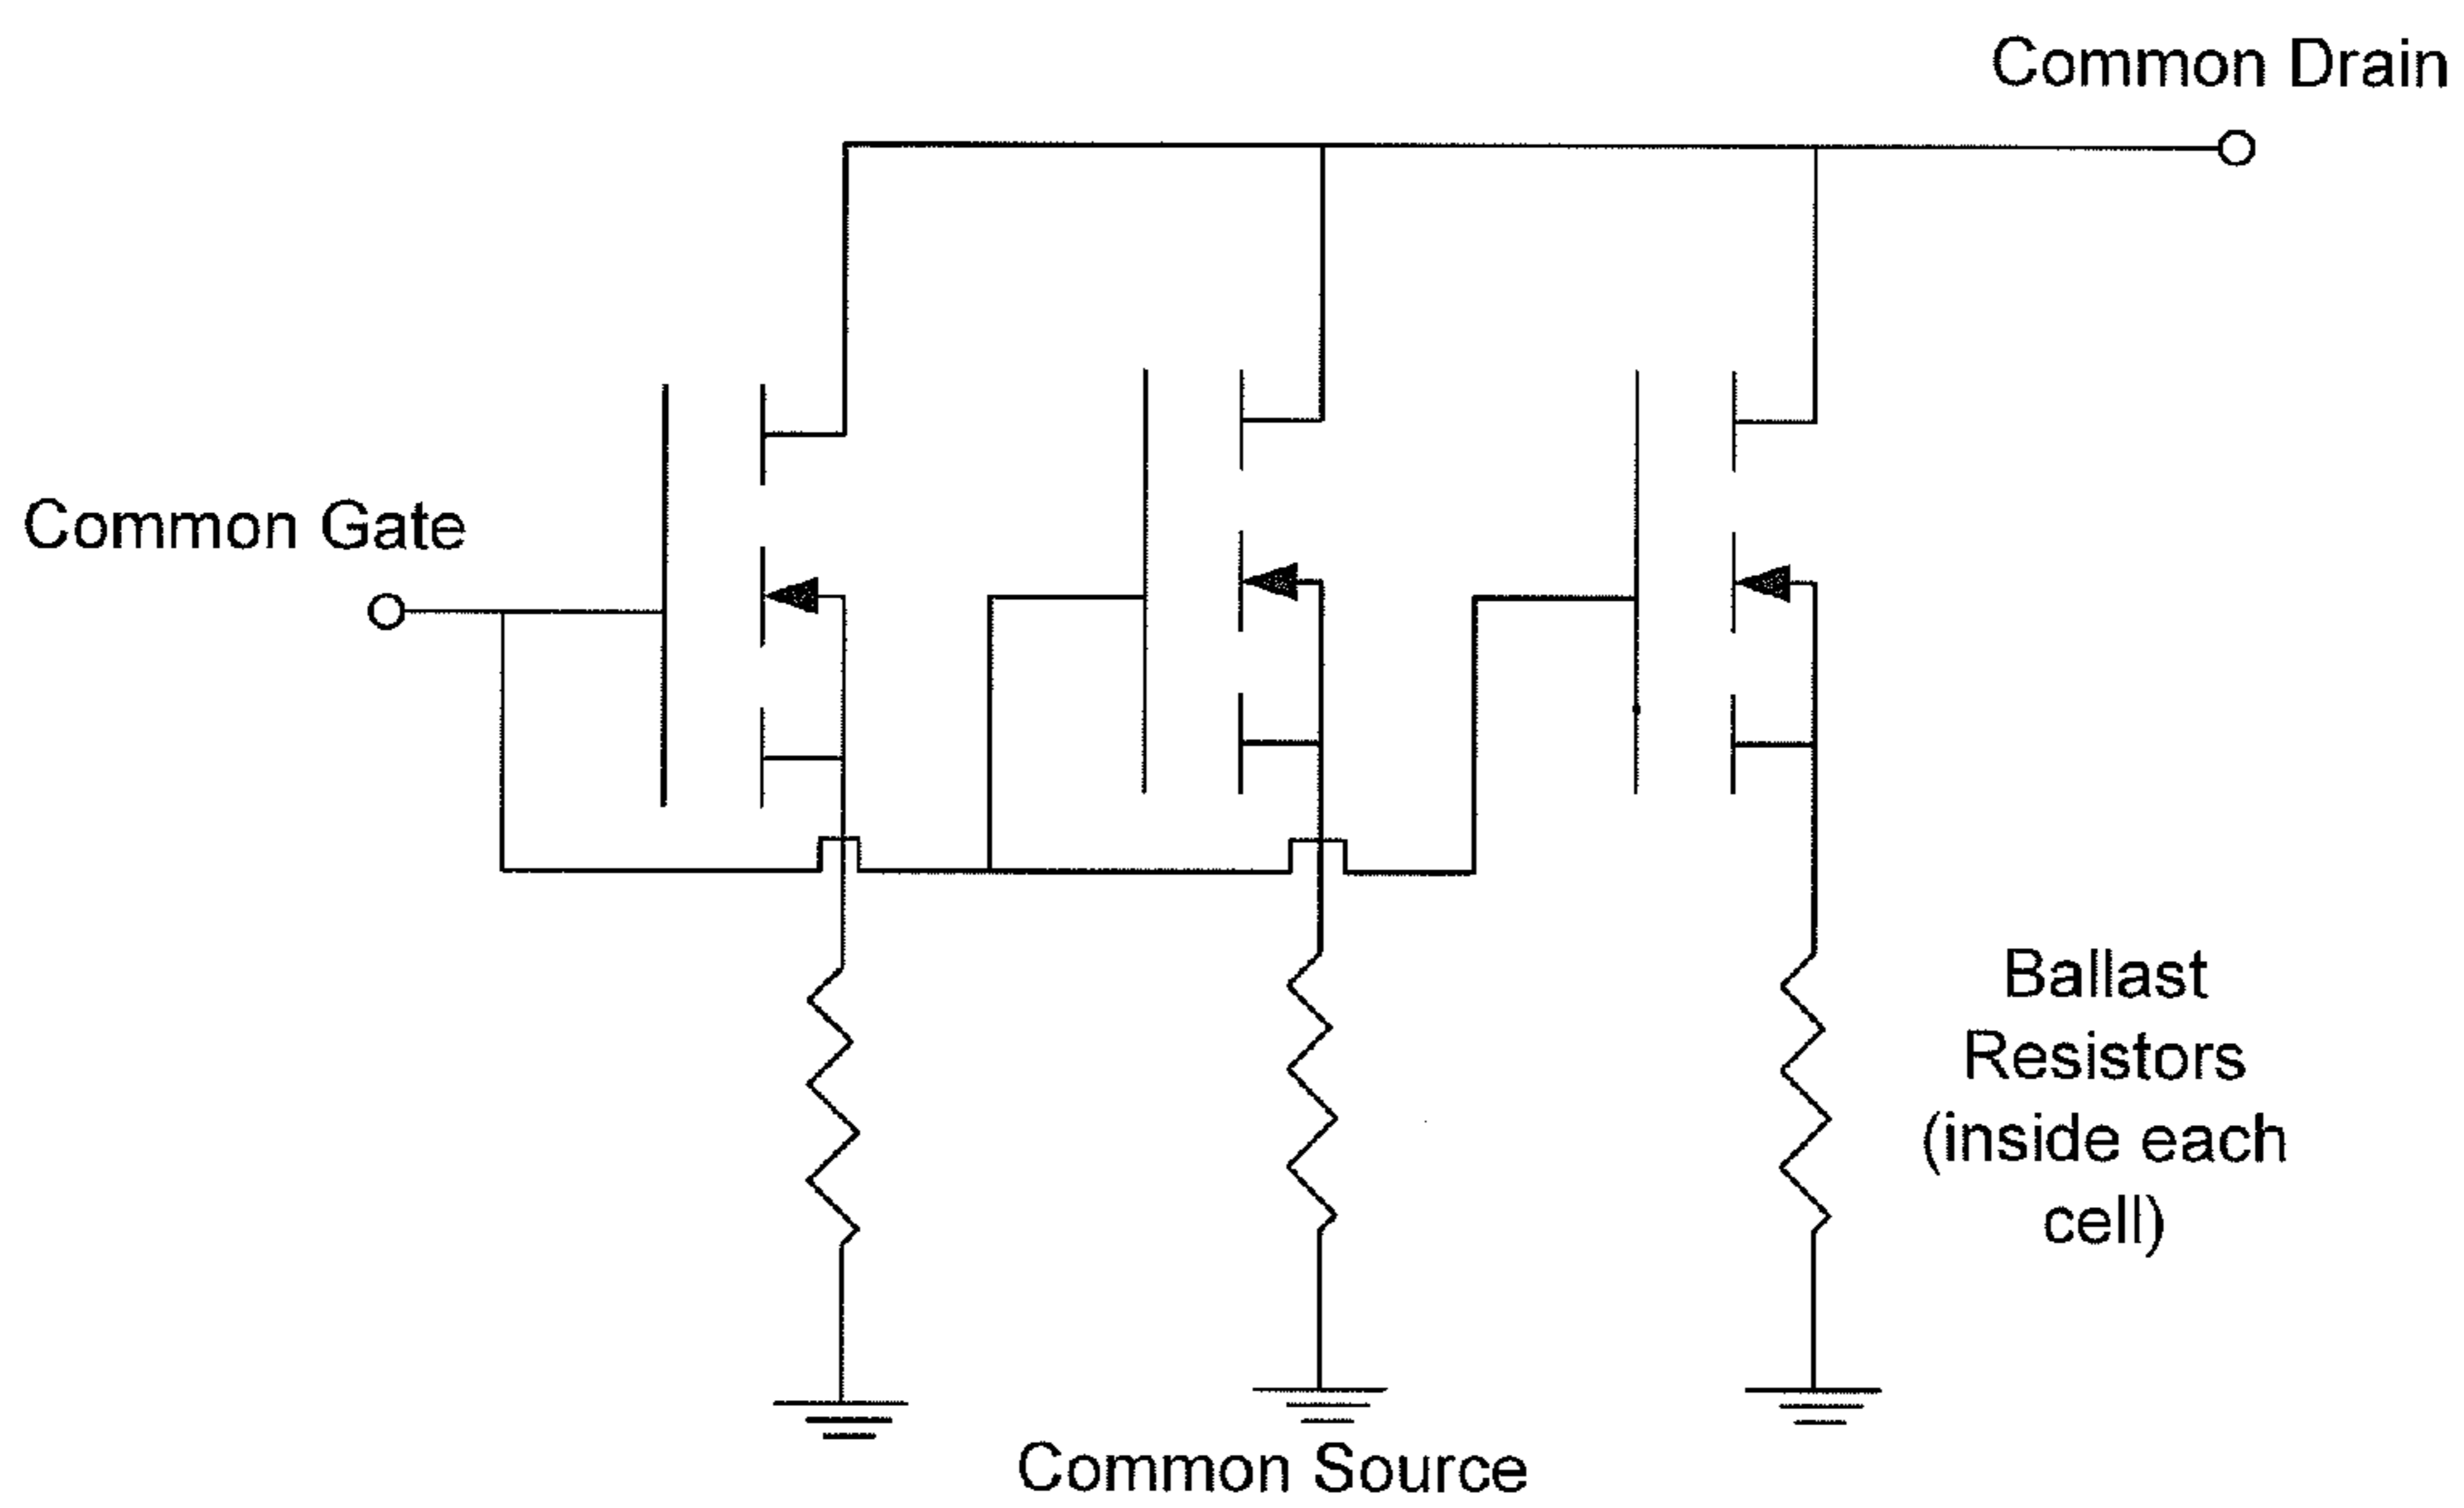 Common Drain
Common Gate
Ballast
Resistors
(inside each
cell)
Common Source